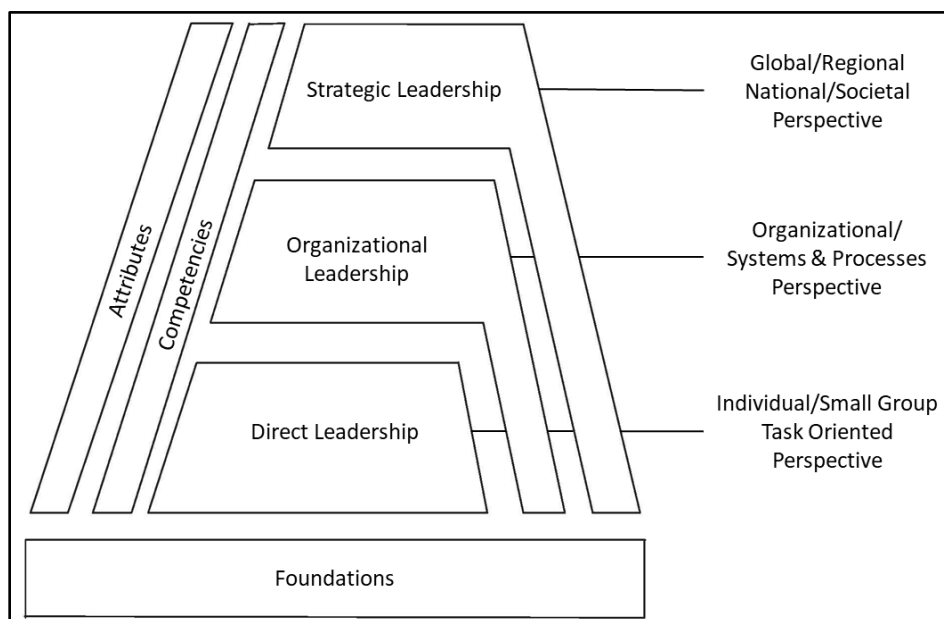 Strategic Leadership
Global/Regional
National/Societal
Perspective
Attributes
Competencies
Organizational
Leadership
Organizational/
Systems & Processes
Perspective
Direct Leadership
Individual/Small Group
Task Oriented
Perspective
Foundations